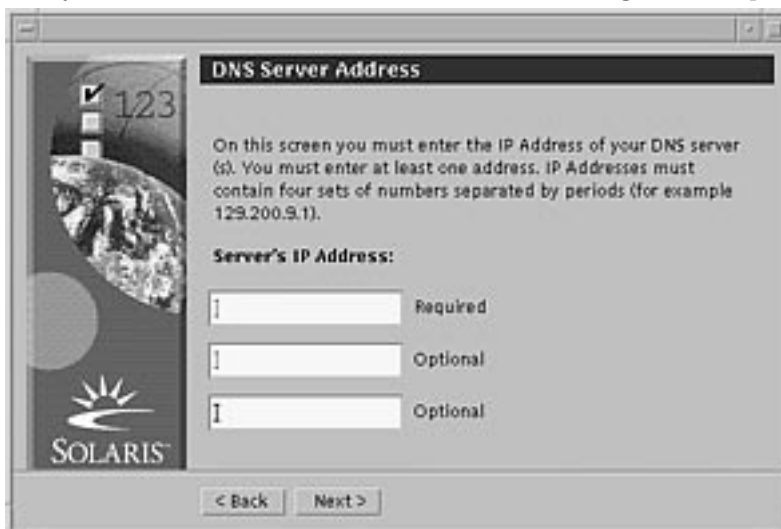 DNS Server Address
123
On this screen you must enter the IP Address of your DNS server
(s). You must enter at least one address. IP Addresses must
contain four sets of numbers separated by periods (for example
129.200.9.1).
Server's IP Address:
Required
Optional
Optional
SOLARIS
< Back Next >